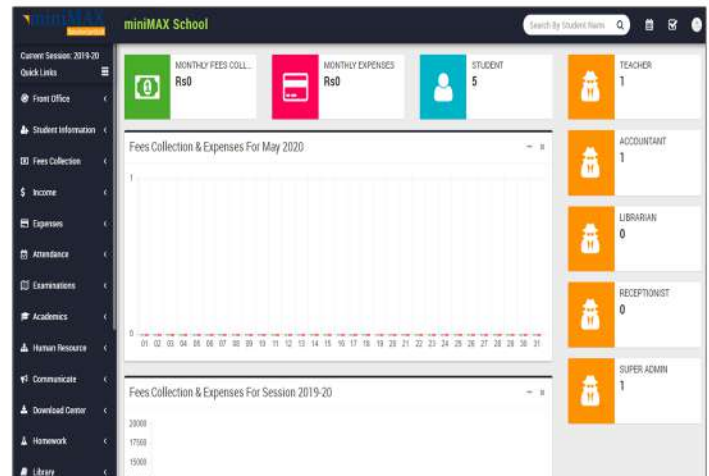 miniMAX
miniMAX School
Search By Student Name
Current Session: 2019-20
Quick Links
Front Office
Student Information
Fees Collection
Income
Expenses
Attendance
Examinations
Academics
Human Resource
Communicate
Download Center
Homework
Library
MONTHLY FEES COLL...
Rs0
MONTHLY EXPENSES
Rs0
STUDENT
5
TEACHER
1
ACCOUNTANT
1
LIBRARIAN
0
RECEPTIONIST
0
SUPER ADMIN
1
Fees Collection & Expenses For May 2020
1
0
01 02 03 04 05 06 07 08 09 10 11 12 13 14 15 16 17 18 19 20 21 22 23 24 25 26 27 28 29 30 31
Fees Collection & Expenses For Session 2019-20
20000
17500
15000